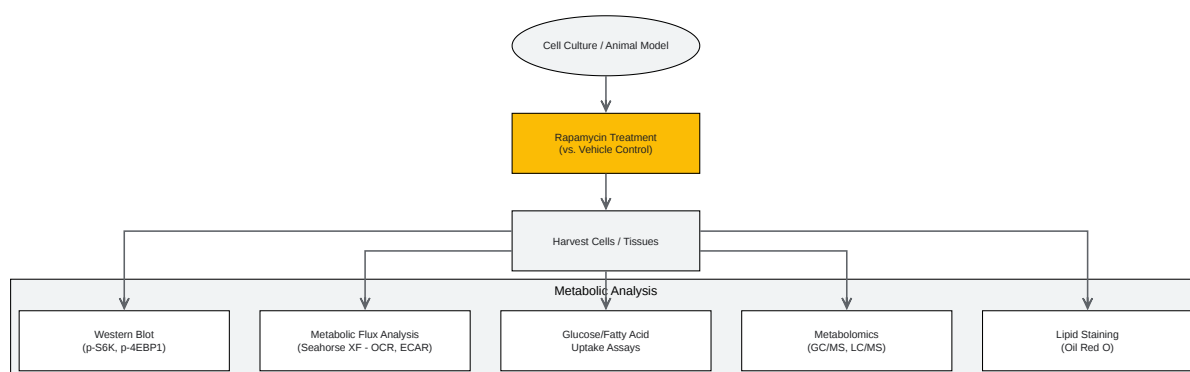 Cell Culture / Animal Model
Rapamycin Treatment
(vs. Vehicle Control)
Harvest Cells / Tissues
Metabolic Analysis
Western Blot
(p-S6K, p-4EBP1)
Metabolic Flux Analysis
(Seahorse XF - OCR, ECAR)
Glucose/Fatty Acid
Uptake Assays
Metabolomics
(GC/MS, LC/MS)
Lipid Staining
(Oil Red O)